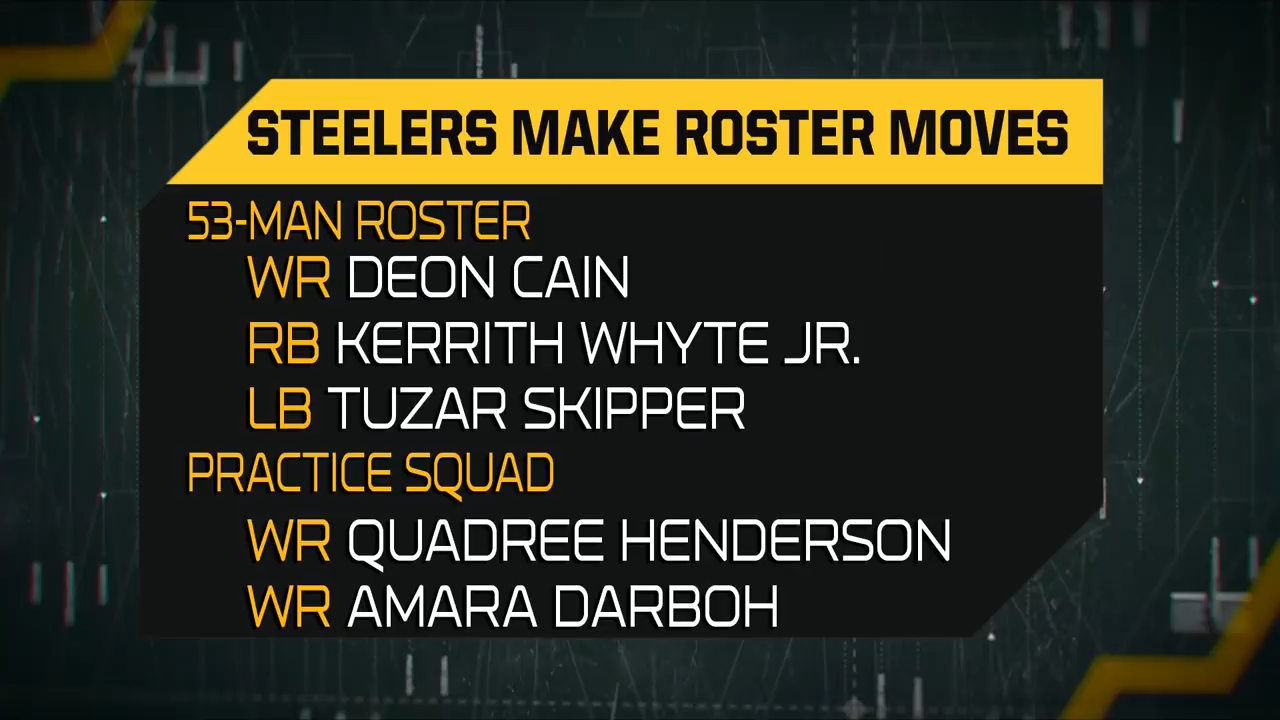 STEELERS MAKE ROSTER MOVES
53-MAN ROSTER
WR DEON CAIN
RB KERRITH WHYTE JR.
LB TUZAR SKIPPER
PRACTICE SQUAD
WR QUADREE HENDERSON
WR AMARA DARBOH